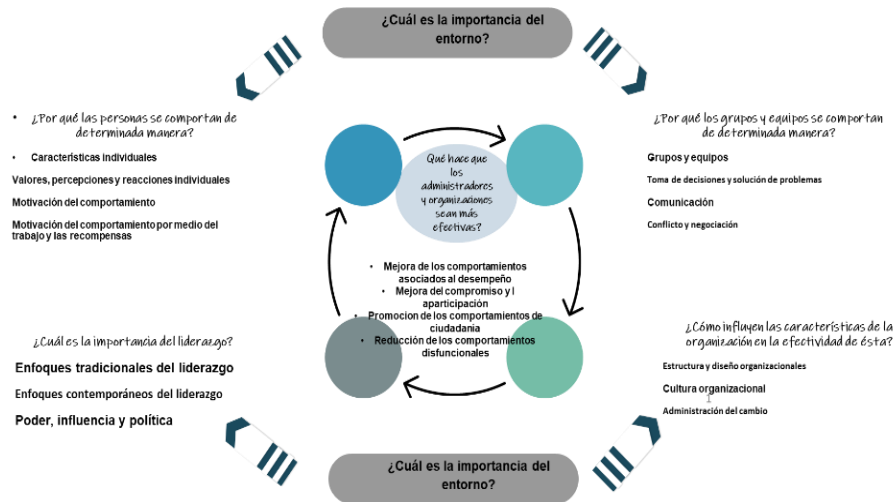 ¿Cuál es la importancia del
entorno?
• ¿Por qué las personas se comportan de
determinada manera?
• Características individuales
Valores, percepciones y reacciones individuales
Motivación del comportamiento
Motivación del comportamiento por medio del
trabajo y las recompensas
¿Por qué los grupos y equipos se comportan
de determinada manera?
Grupos y equipos
Toma de decisiones y solución de problemas
Comunicación
Conflicto y negociación
Qué hace que
los
administradores
y organizaciones
sean más
efectivas?
• Mejora de los comportamientos
asociados al desempeño
• Mejora del compromiso y l
aparticipación
• Promocion de los comportamientos de
ciudadania
• Reducción de los comportamientos
disfuncionales
¿Cuál es la importancia del liderazgo?
Enfoques tradicionales del liderazgo
Enfoques contemporáneos del liderazgo
Poder, influencia y política
¿Cómo influyen las características de la
organización en la efectividad de ésta?
Estructura y diseño organizacionales
Cultura organizacional
Administración del cambio
¿Cuál es la importancia del
entorno?